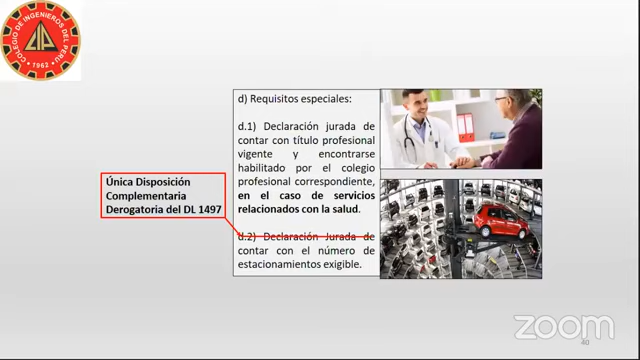 COLEGIO DE INGENIEROS DEL PERU
CIP
1962
d) Requisitos especiales:
d.1) Declaración jurada de
contar con título profesional
vigente y encontrarse
habilitado por el colegio
profesional correspondiente,
en el caso de servicios
relacionados con la salud.
Única Disposición
Complementaria
Derogatoria del DL 1497
d.2) Declaración Jurada de
contar con el número de
estacionamientos exigible.
zoom
40